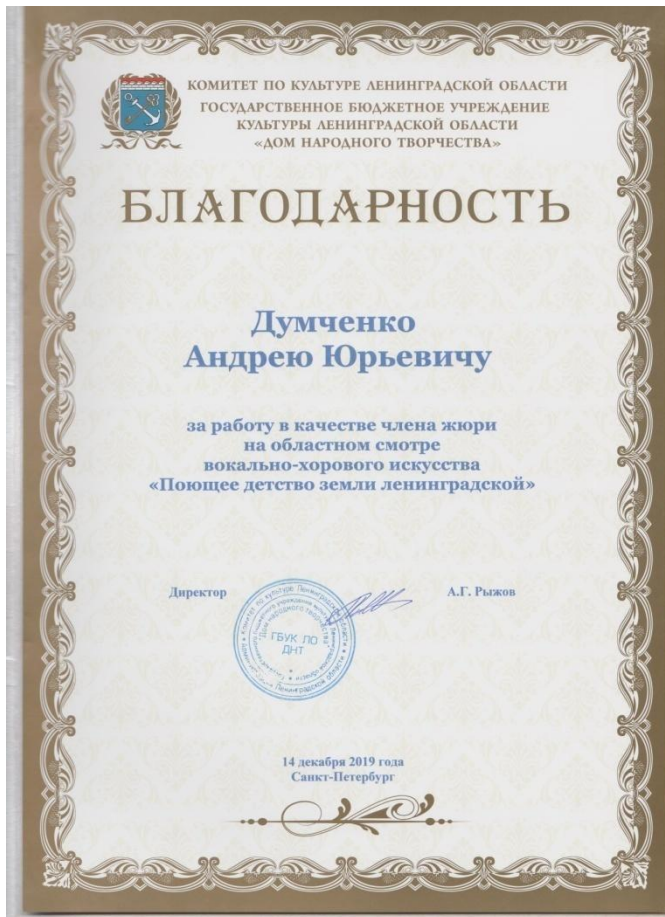 КОМИТЕТ ПО КУЛЬТУРЕ ЛЕНИНГРАДСКОЙ ОБЛАСТИ
ГОСУДАРСТВЕННОЕ БЮДЖЕТНОЕ УЧРЕЖДЕНИЕ
КУЛЬТУРЫ ЛЕНИНГРАДСКОЙ ОБЛАСТИ
«ДОМ НАРОДНОГО ТВОРЧЕСТВА»
БЛАГОДАРНОСТЬ
Думченко
Андрею Юрьевичу
за работу в качестве члена жюри
на областном смотре
вокально-хорового искусства
«Поющее детство земли ленинградской»
Директор
А.Г. Рыжов
ГБУК ЛО
ДНТ
14 декабря 2019 года
Санкт-Петербург